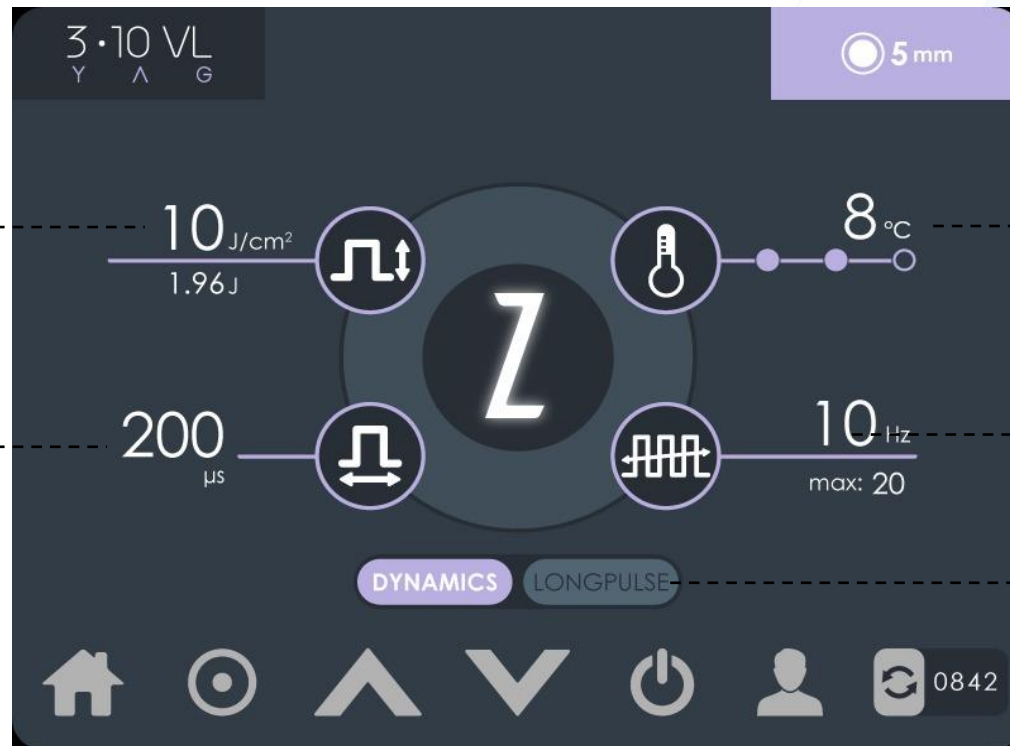 3·10 VL
Y Λ G
5 mm
10 J/cm²
1.96 J
8 °C
Z
200
µs
10 Hz
max: 20
DYNAMICS
LONGPULSE
0842